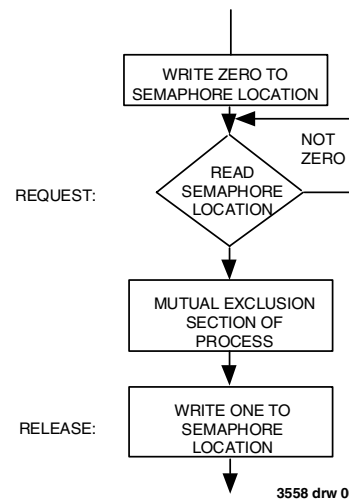 WRITE ZERO TO
SEMAPHORE LOCATION
NOT
ZERO
READ
SEMAPHORE
LOCATION
REQUEST:
MUTUAL EXCLUSION
SECTION OF
PROCESS
WRITE ONE TO
SEMAPHORE
LOCATION
RELEASE:
3558 drw 0